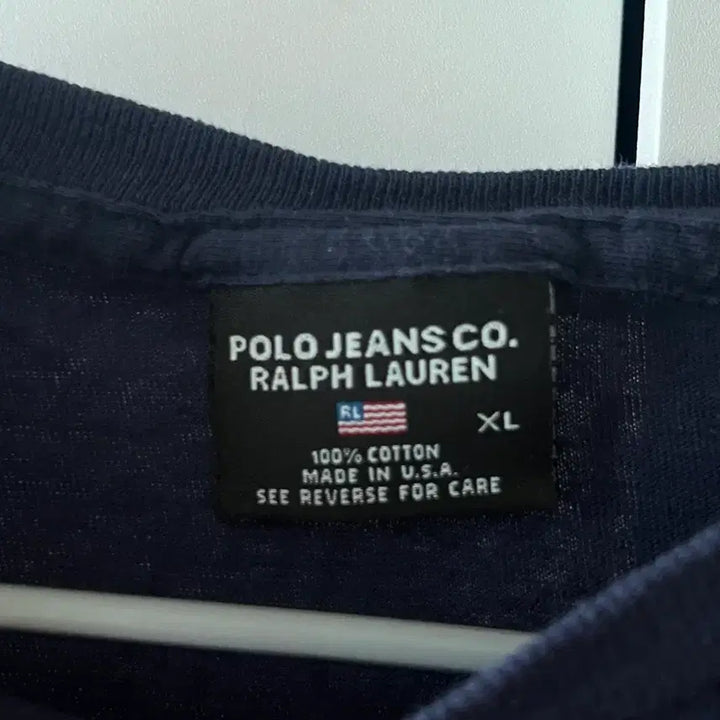 POLO JEANS CO.
RALPH LAUREN
RL
XL
100% COTTON
MADE IN U.S.A.
SEE REVERSE FOR CARE